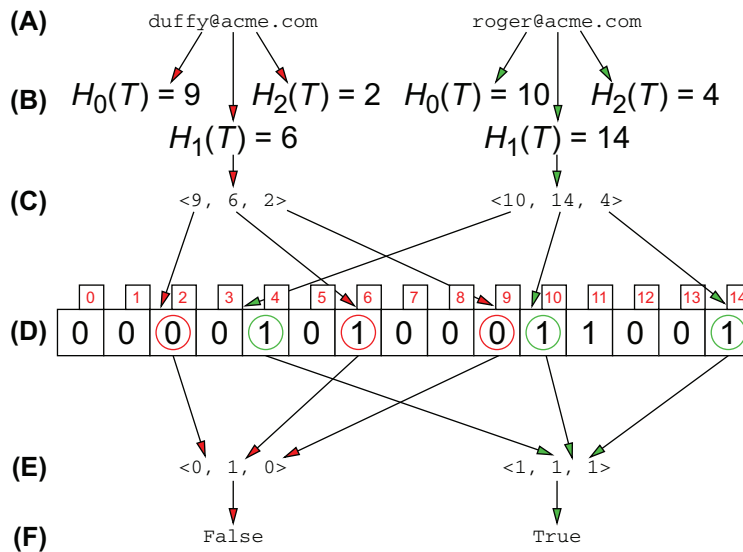 (A) duffy@acme.com roger@acme.com
(B) H0(T) = 9 H2(T) = 2 H0(T) = 10 H2(T) = 4
H1(T) = 6 H1(T) = 14
(C) <9, 6, 2> <10, 14, 4>
0 1 2 3 4 5 6 7 8 9 10 11 12 13 14
(D) 0 0 0 0 1 0 1 0 0 0 1 1 0 0 1
(E) <0, 1, 0> <1, 1, 1>
(F) False True